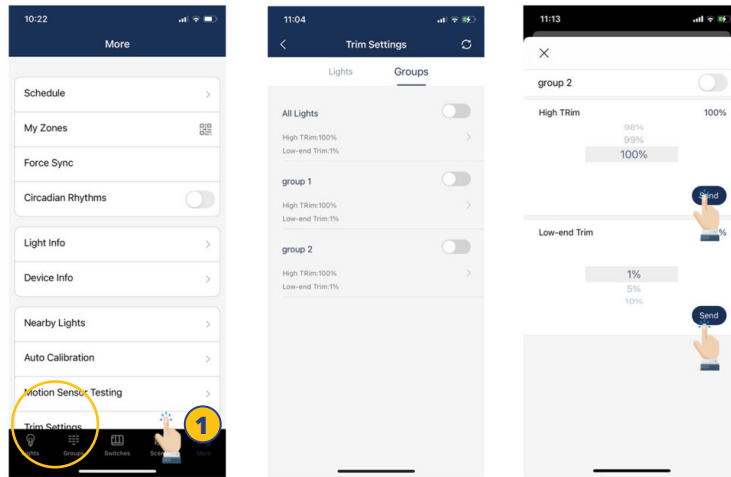 10:22
More
Schedule
My Zones
Force Sync
Circadian Rhythms
Light Info
Device Info
Nearby Lights
Auto Calibration
Motion Sensor Testing
Trim Settings
1
Groups
Switches
More
11:04
Trim Settings
Lights
Groups
All Lights
High TRim:100%
Low-end Trim:1%
group 1
High TRim:100%
Low-end Trim:1%
group 2
High TRim:100%
Low-end Trim:1%
11:13
group 2
High TRim 100%
98%
99%
100%
Send
Low-end Trim
1%
5%
10%
Send